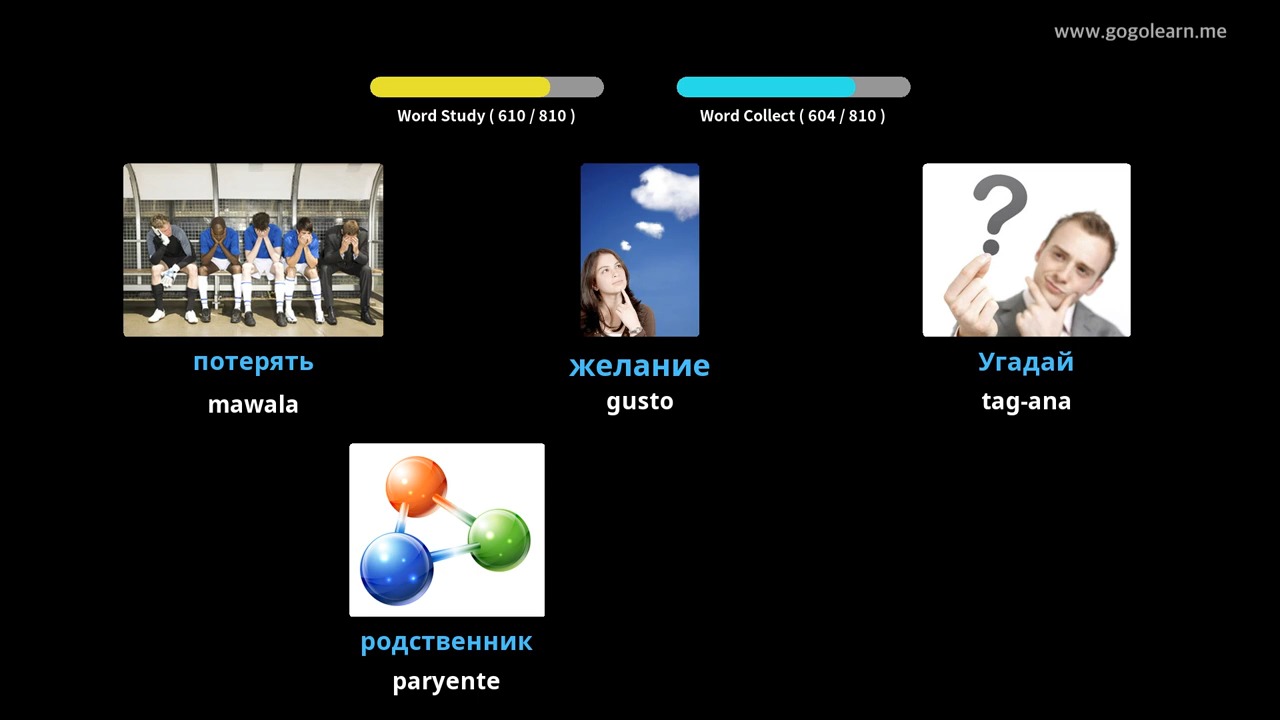 www.gogolearn.me
Word Study ( 610 / 810 )
Word Collect ( 604 / 810 )
потерять
mawala
желание
gusto
Угадай
tag-ana
родственник
paryente